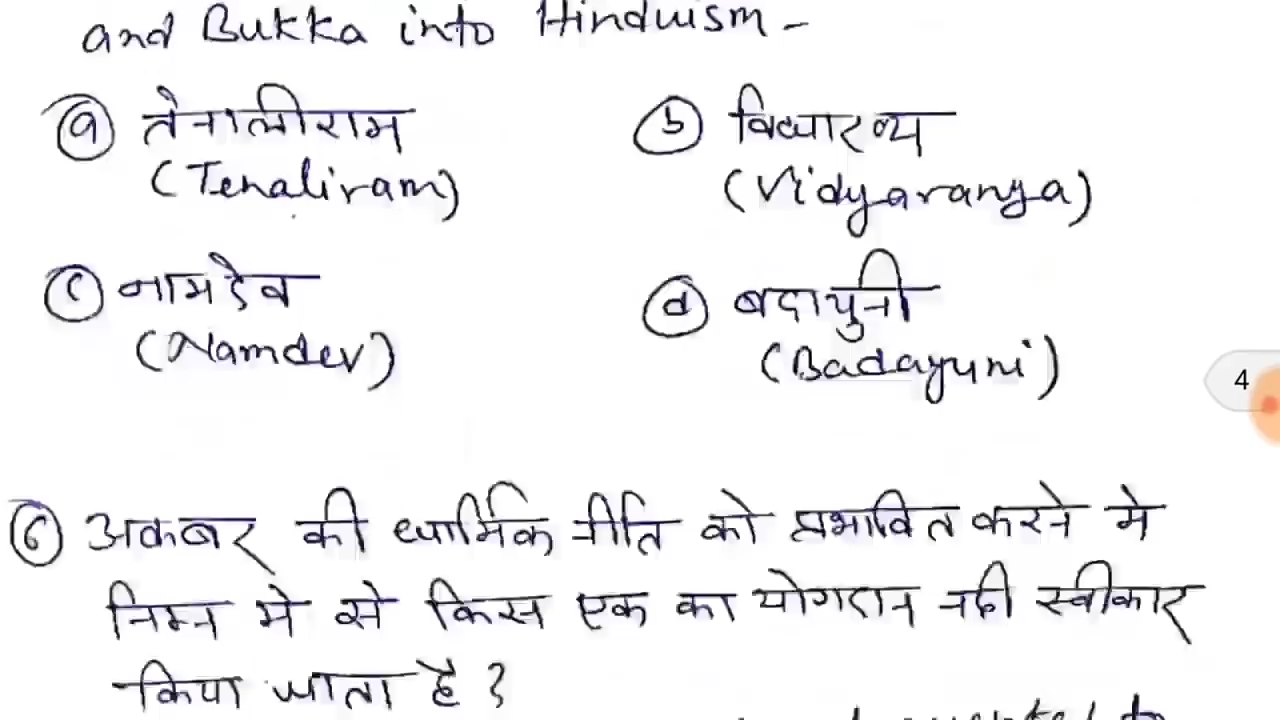 and Bukka into Hinduism -
(a) तेनालीराम
(Tenaliram)
(b) विद्यारण्य
(Vidyaranya)
(c) नामदेव
(Namdev)
(d) बदायुनी
(Badayuni)
4
(6) अकबर की धार्मिक नीति को प्रभावित करने मे
निम्न मे से किस एक का योगदान नही स्वीकार
किया जाता है ?